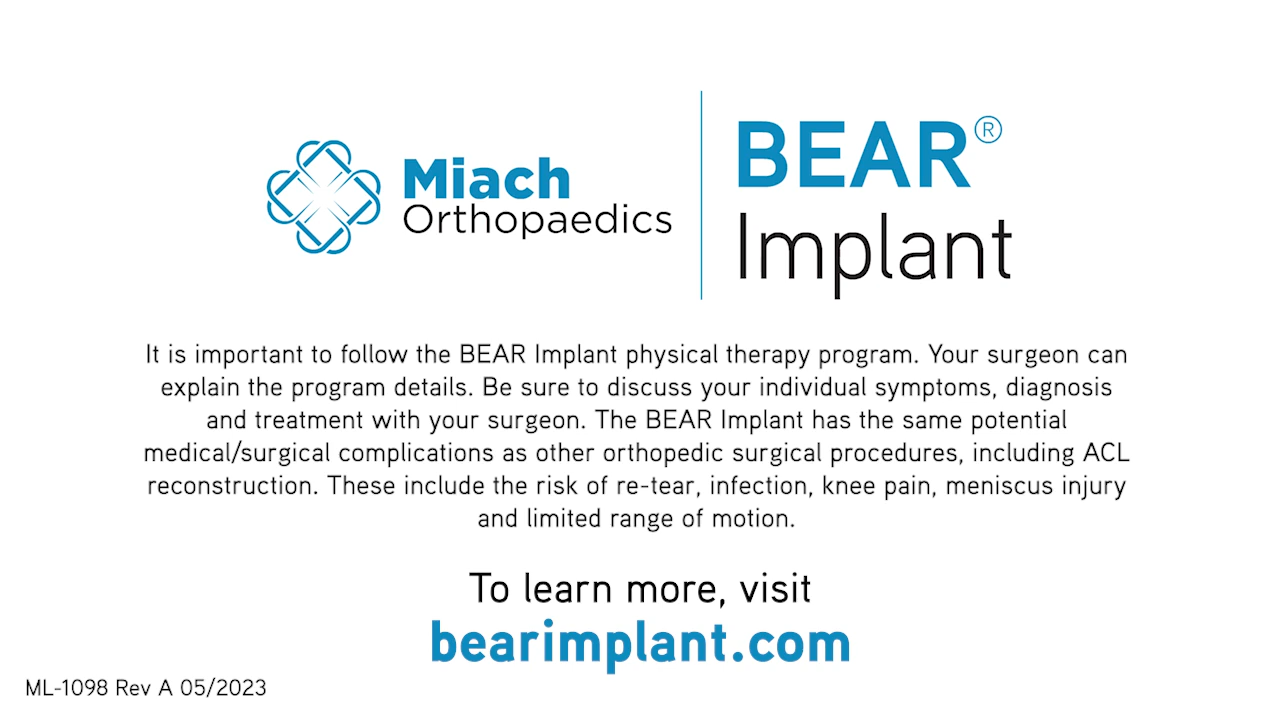 Miach
Orthopaedics
BEAR®
Implant
It is important to follow the BEAR Implant physical therapy program. Your surgeon can
explain the program details. Be sure to discuss your individual symptoms, diagnosis
and treatment with your surgeon. The BEAR Implant has the same potential
medical/surgical complications as other orthopedic surgical procedures, including ACL
reconstruction. These include the risk of re-tear, infection, knee pain, meniscus injury
and limited range of motion.
To learn more, visit
bearimplant.com
ML-1098 Rev A 05/2023